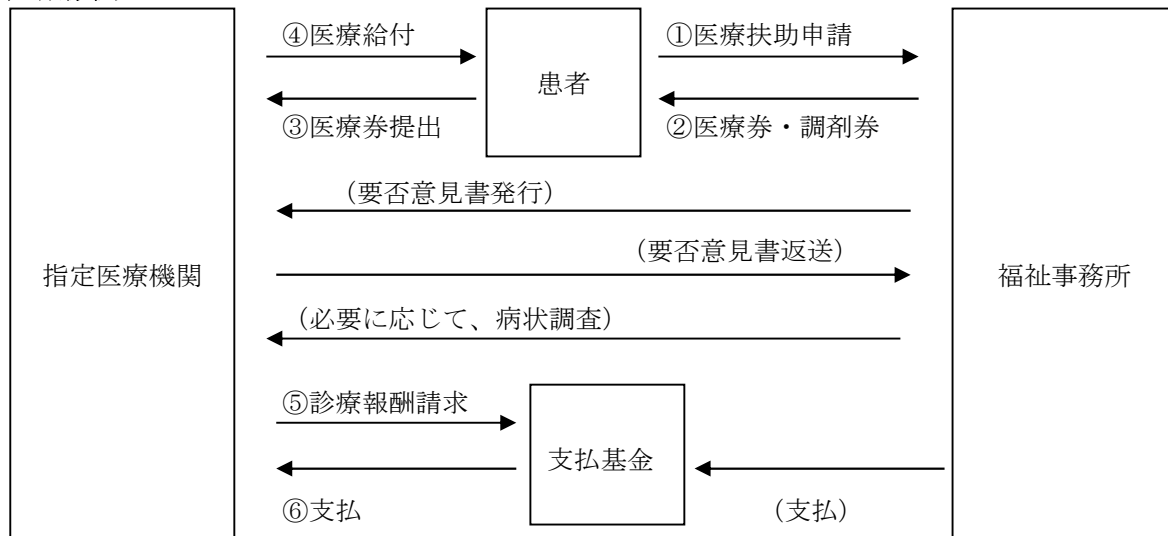 ④医療給付
①医療扶助申請
患者
③医療券提出
②医療券・調剤券
（要否意見書発行）
（要否意見書返送）
指定医療機関
福祉事務所
（必要に応じて、病状調査）
⑤診療報酬請求
支払基金
⑥支払
（支払）